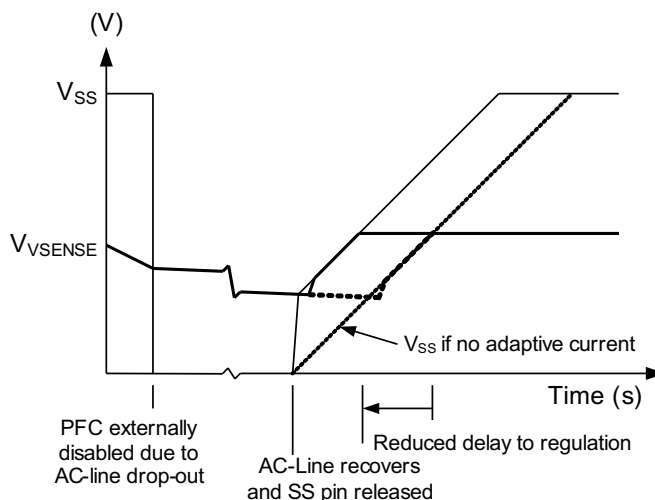 (V)
VSS
VVSENSE
VSS if no adaptive current
Time (s)
PFC externally
disabled due to
AC-line drop-out
AC-Line recovers
and SS pin released
Reduced delay to regulation